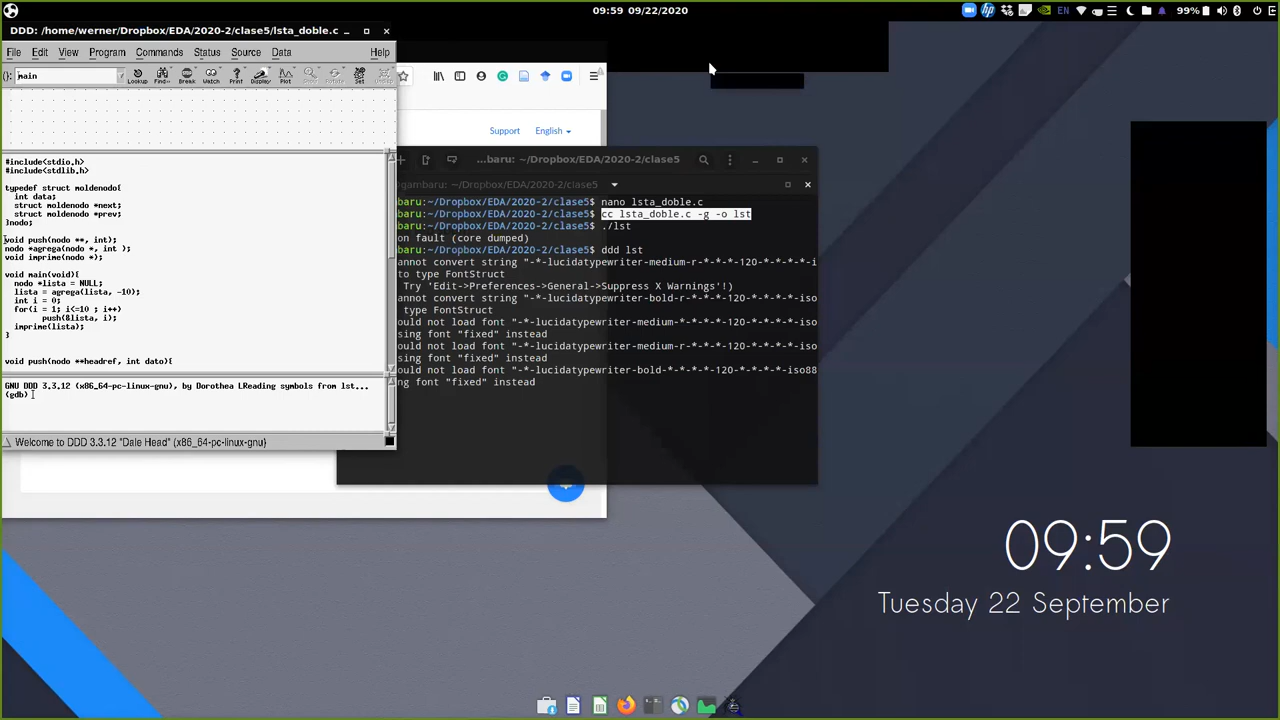 09:59 09/22/2020
EN
99%
DDD: /home/werner/Dropbox/EDA/2020-2/clase5/lsta_doble.c
File Edit View Program Commands Status Source Data Help
(): main
Lookup Find>> Break Watch Print Display Plot Set
#include<stdio.h>
#include<stdlib.h>
typedef struct moldenodo{
int data;
struct moldenodo *next;
struct moldenodo *prev;
}nodo;
void push(nodo **, int);
nodo *agrega(nodo *, int );
void imprime(nodo *);
void main(void){
nodo *lista = NULL;
lista = agrega(lista, -10);
int i = 0;
for(i = 1; i<=10 ; i++)
push(&lista, i);
imprime(lista);
}
void push(nodo **headref, int dato){
GNU DDD 3.3.12 (x86_64-pc-linux-gnu), by Dorothea LReading symbols from lst...
(gdb)
Welcome to DDD 3.3.12 "Dale Head" (x86_64-pc-linux-gnu)
Support English
...baru: ~/Dropbox/EDA/2020-2/clase5
gambaru: ~/Dropbox/EDA/2020-2/clase5
baru:~/Dropbox/EDA/2020-2/clase5$ nano lsta_doble.c
baru:~/Dropbox/EDA/2020-2/clase5$ cc lsta_doble.c -g -o lst
baru:~/Dropbox/EDA/2020-2/clase5$ ./lst
on fault (core dumped)
baru:~/Dropbox/EDA/2020-2/clase5$ ddd lst
annot convert string "-*-lucidatypewriter-medium-r-*-*-*-120-*-*-*-*-i
to type FontStruct
Try 'Edit->Preferences->General->Suppress X Warnings'!)
annot convert string "-*-lucidatypewriter-bold-r-*-*-*-120-*-*-*-*-iso
type FontStruct
ould not load font "-*-lucidatypewriter-medium-r-*-*-*-120-*-*-*-*-iso
sing font "fixed" instead
ould not load font "-*-lucidatypewriter-medium-r-*-*-*-120-*-*-*-*-iso
sing font "fixed" instead
ould not load font "-*-lucidatypewriter-bold-r-*-*-*-120-*-*-*-*-iso88
ng font "fixed" instead
09:59
Tuesday 22 September